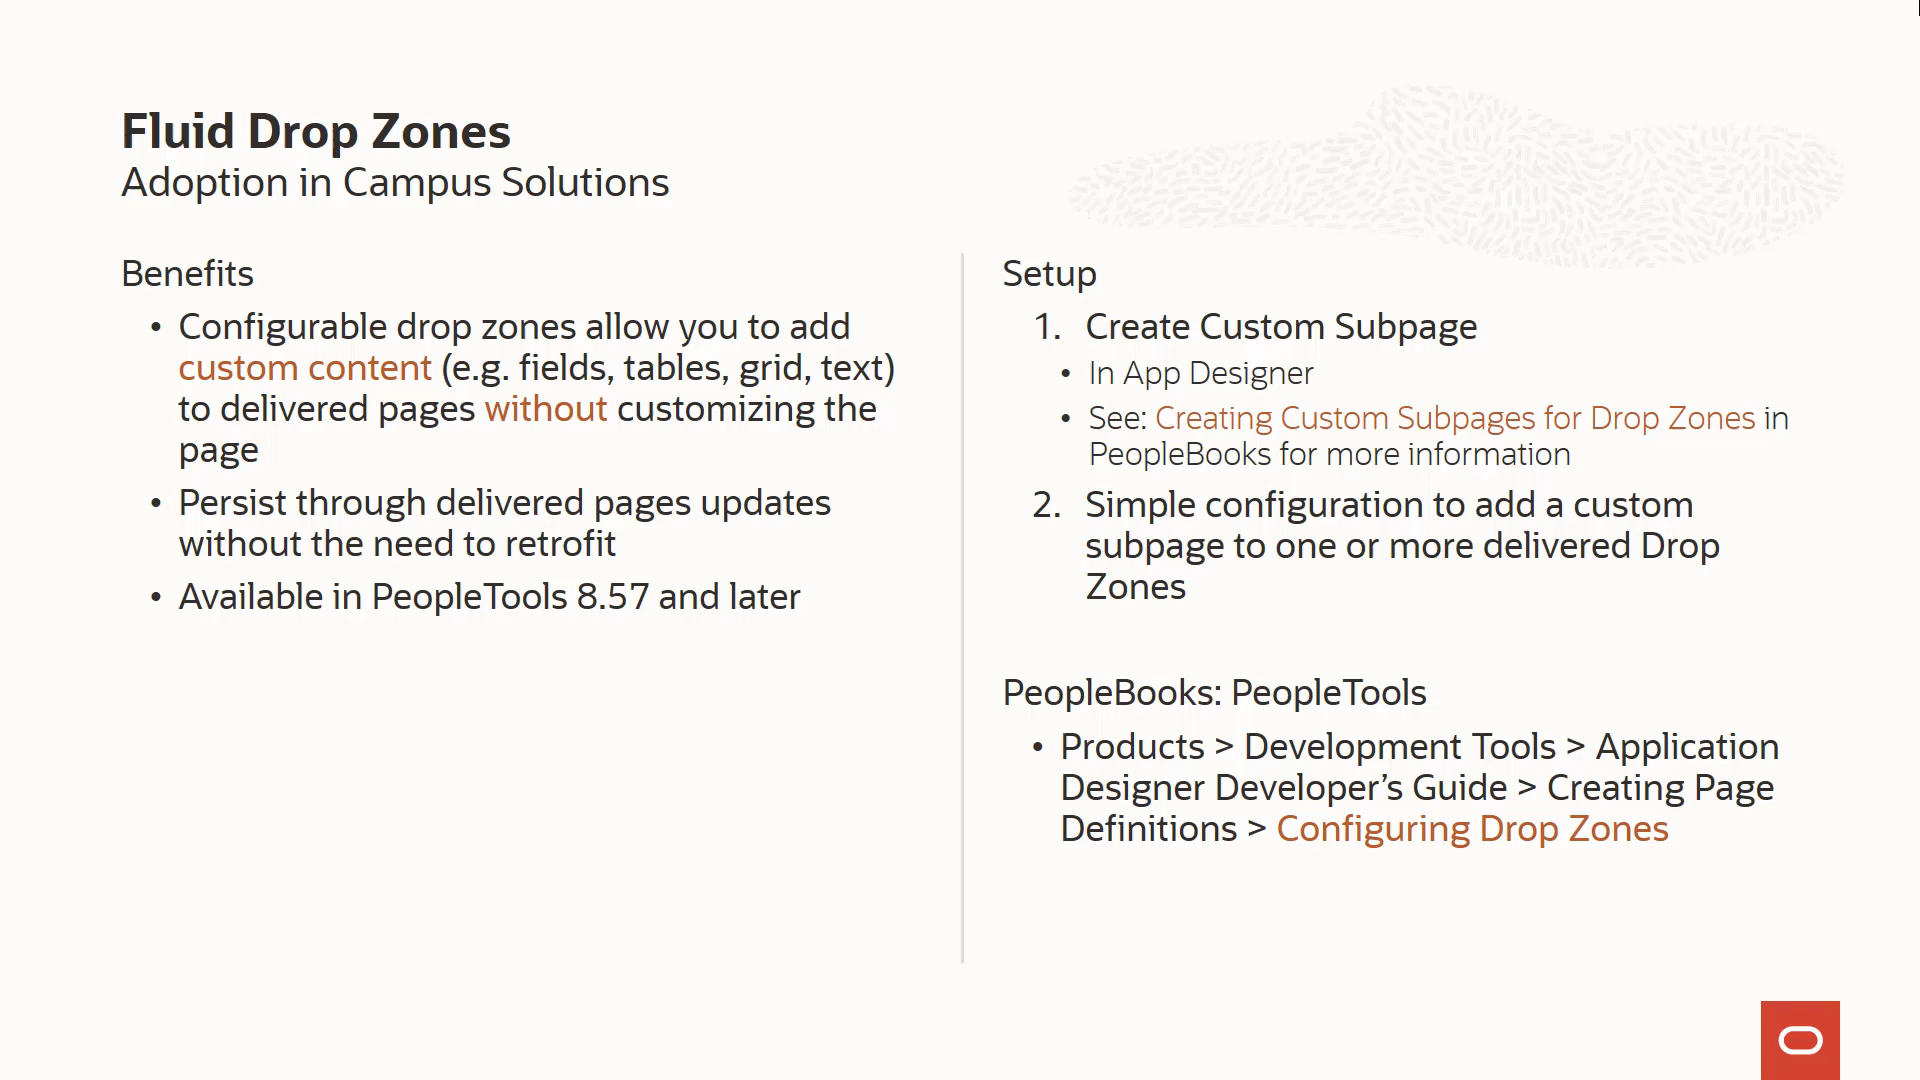 Fluid Drop Zones
Adoption in Campus Solutions
Benefits
• Configurable drop zones allow you to add
custom content (e.g. fields, tables, grid, text)
to delivered pages without customizing the
page
• Persist through delivered pages updates
without the need to retrofit
• Available in PeopleTools 8.57 and later
Setup
1. Create Custom Subpage
• In App Designer
• See: Creating Custom Subpages for Drop Zones in
PeopleBooks for more information
2. Simple configuration to add a custom
subpage to one or more delivered Drop
Zones
PeopleBooks: PeopleTools
• Products > Development Tools > Application
Designer Developer’s Guide > Creating Page
Definitions > Configuring Drop Zones